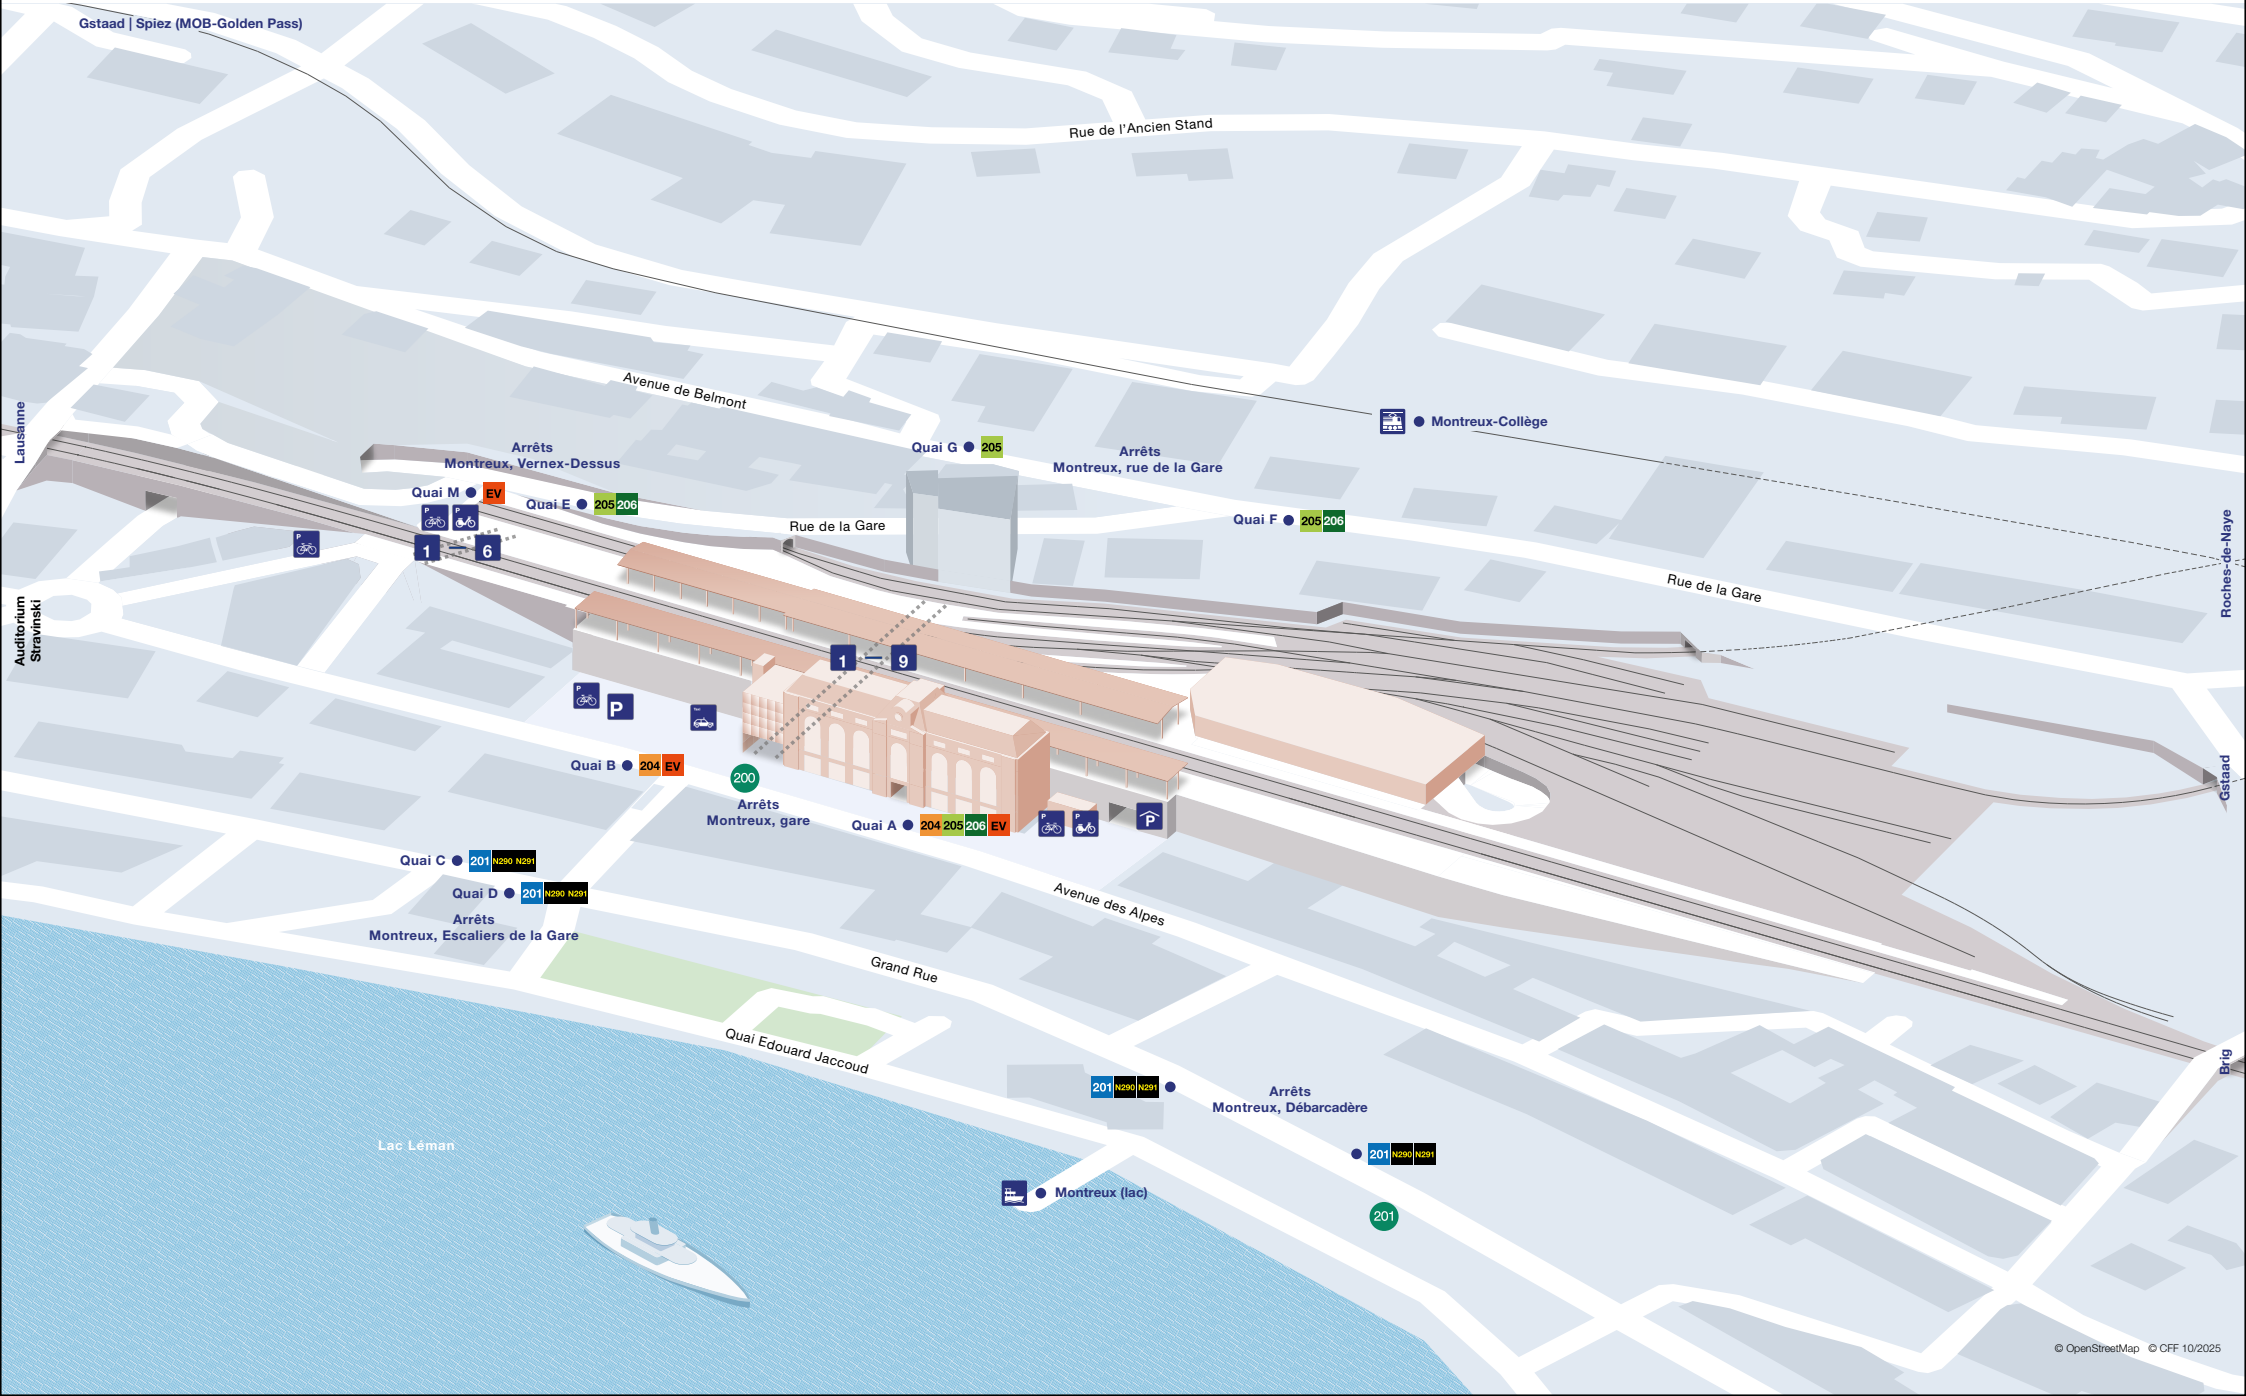 Gstaad | Spiez (MOB-Golden Pass)
Rue de l'Ancien Stand
Lausanne
Avenue de Belmont
Montreux-Collège
Arrêts
Montreux, Vernex-Dessus
Quai G 205
Arrêts
Montreux, rue de la Gare
Quai M EV
Quai E 205 206
P
P
Rue de la Gare
Quai F 205 206
P
1 — 6
Roches-de-Naye
Rue de la Gare
Auditorium
Stravinski
1 — 9
P
P
Taxi
Quai B 204 EV
200
Arrêts
Montreux, gare
Quai A 204 205 206 EV
P
P
P
Gstaad
Quai C 201 N290 N291
Quai D 201 N290 N291
Arrêts
Montreux, Escaliers de la Gare
Avenue des Alpes
Grand Rue
Quai Edouard Jaccoud
Brig
201 N290 N291
Arrêts
Montreux, Débarcadère
Lac Léman
201 N290 N291
Montreux (lac)
201
© OpenStreetMap © CFF 10/2025